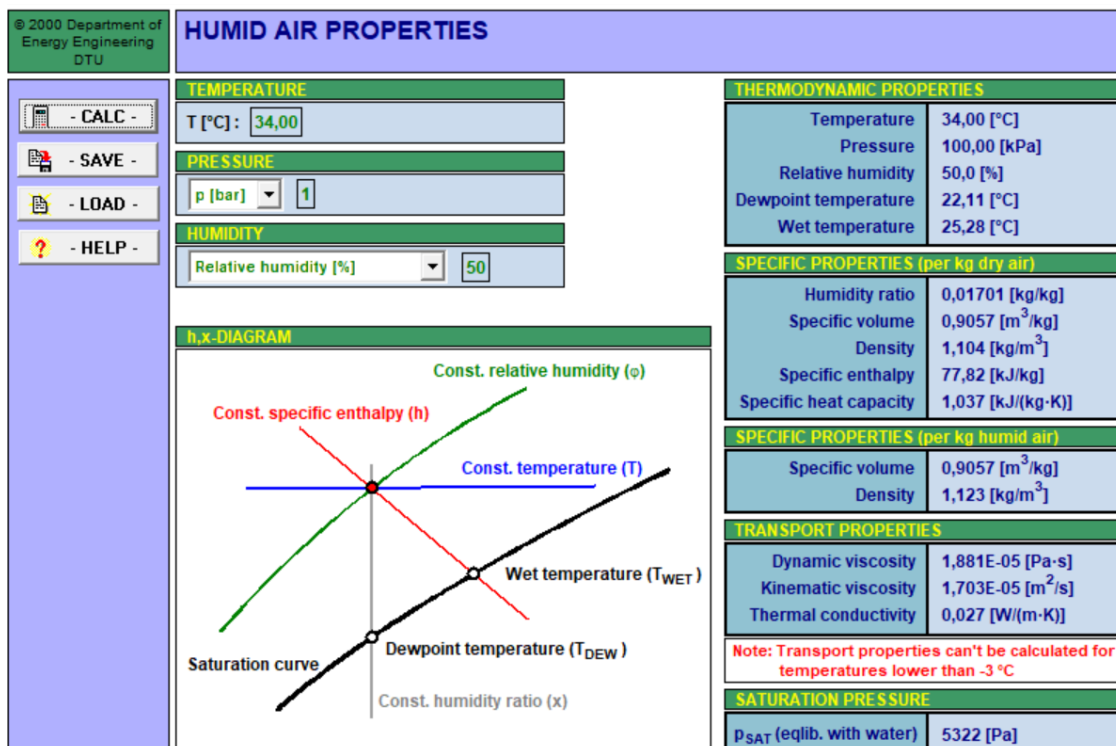 © 2000 Department of
Energy Engineering
DTU
HUMID AIR PROPERTIES
- CALC -
- SAVE -
- LOAD -
- HELP -
TEMPERATURE
T [°C] : 34,00
PRESSURE
p [bar] 1
HUMIDITY
Relative humidity [%] 50
h,x-DIAGRAM
Const. relative humidity (φ)
Const. specific enthalpy (h)
Const. temperature (T)
Wet temperature (T_WET )
Dewpoint temperature (T_DEW )
Saturation curve
Const. humidity ratio (x)
THERMODYNAMIC PROPERTIES
Temperature 34,00 [°C]
Pressure 100,00 [kPa]
Relative humidity 50,0 [%]
Dewpoint temperature 22,11 [°C]
Wet temperature 25,28 [°C]
SPECIFIC PROPERTIES (per kg dry air)
Humidity ratio 0,01701 [kg/kg]
Specific volume 0,9057 [m³/kg]
Density 1,104 [kg/m³]
Specific enthalpy 77,82 [kJ/kg]
Specific heat capacity 1,037 [kJ/(kg·K)]
SPECIFIC PROPERTIES (per kg humid air)
Specific volume 0,9057 [m³/kg]
Density 1,123 [kg/m³]
TRANSPORT PROPERTIES
Dynamic viscosity 1,881E-05 [Pa·s]
Kinematic viscosity 1,703E-05 [m²/s]
Thermal conductivity 0,027 [W/(m·K)]
Note: Transport properties can't be calculated for
temperatures lower than -3 °C
SATURATION PRESSURE
p_SAT (eqlib. with water) 5322 [Pa]